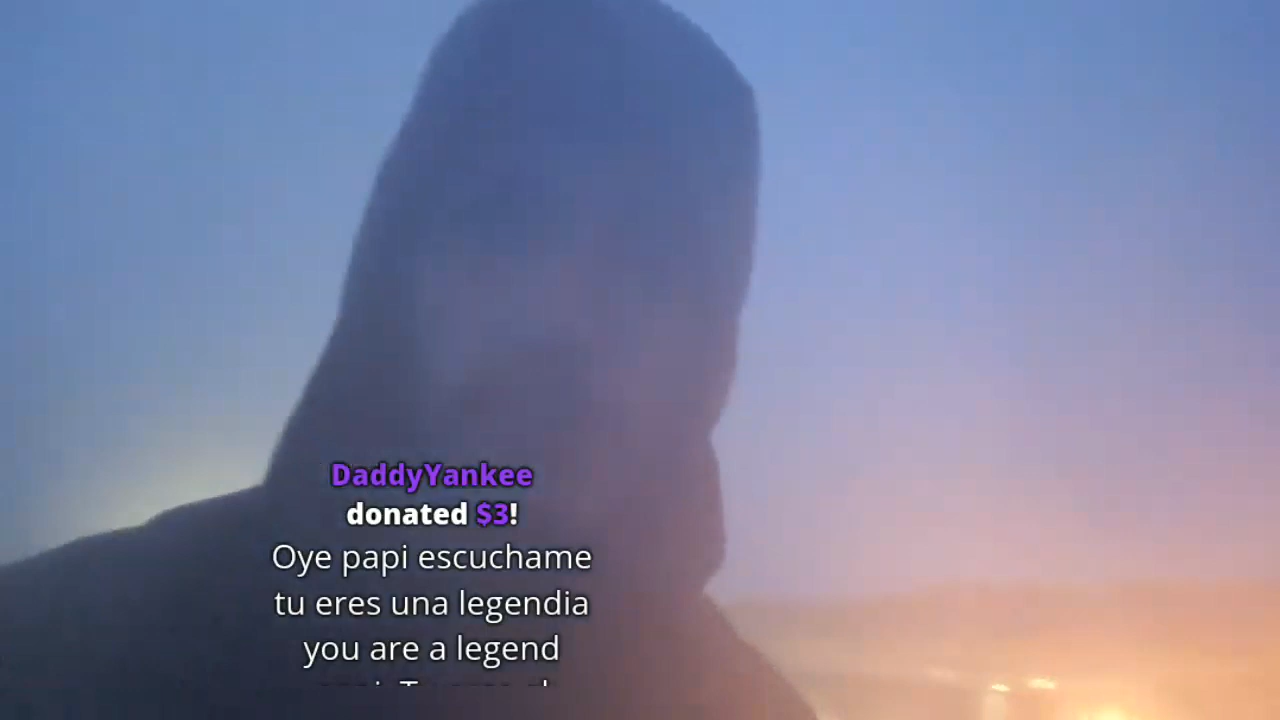 DaddyYankee
donated $3!
Oye papi escuchame
tu eres una legendia
you are a legend